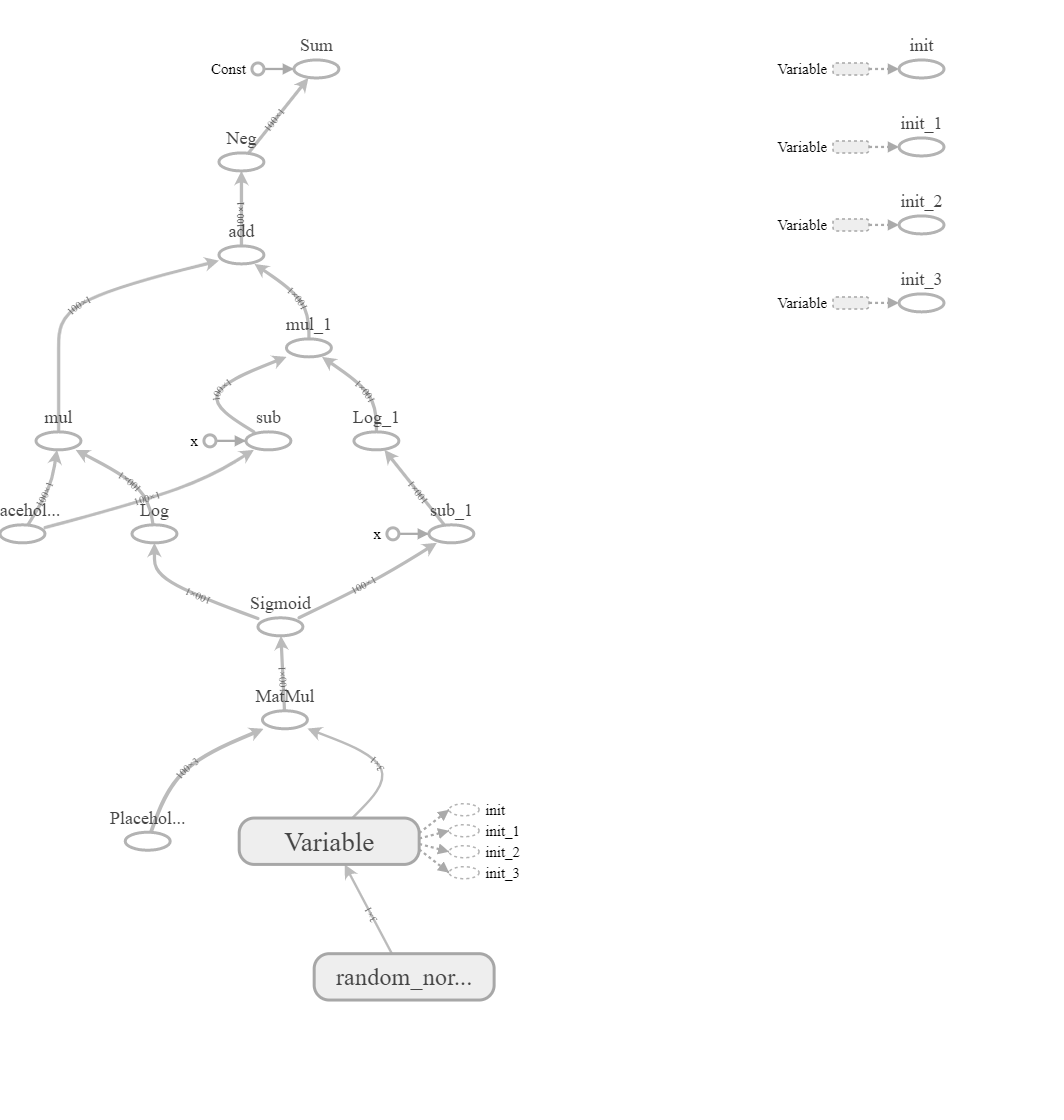 Sum
Const
100×1
Neg
100×1
add
100×1
100×1
mul_1
100×1
100×1
mul
sub
Log_1
x
100×1
100×1
100×1
100×1
acehol...
Log
sub_1
x
100×1
100×1
Sigmoid
100×1
MatMul
100×3
3×1
Placehol...
Variable
init
init_1
init_2
init_3
3×1
random_nor...
init
Variable
init_1
Variable
init_2
Variable
init_3
Variable